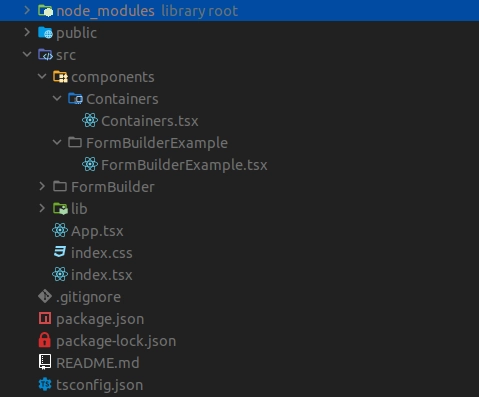 node_modules library root
public
src
components
Containers
Containers.tsx
FormBuilderExample
FormBuilderExample.tsx
FormBuilder
lib
App.tsx
index.css
index.tsx
.gitignore
package.json
package-lock.json
README.md
tsconfig.json